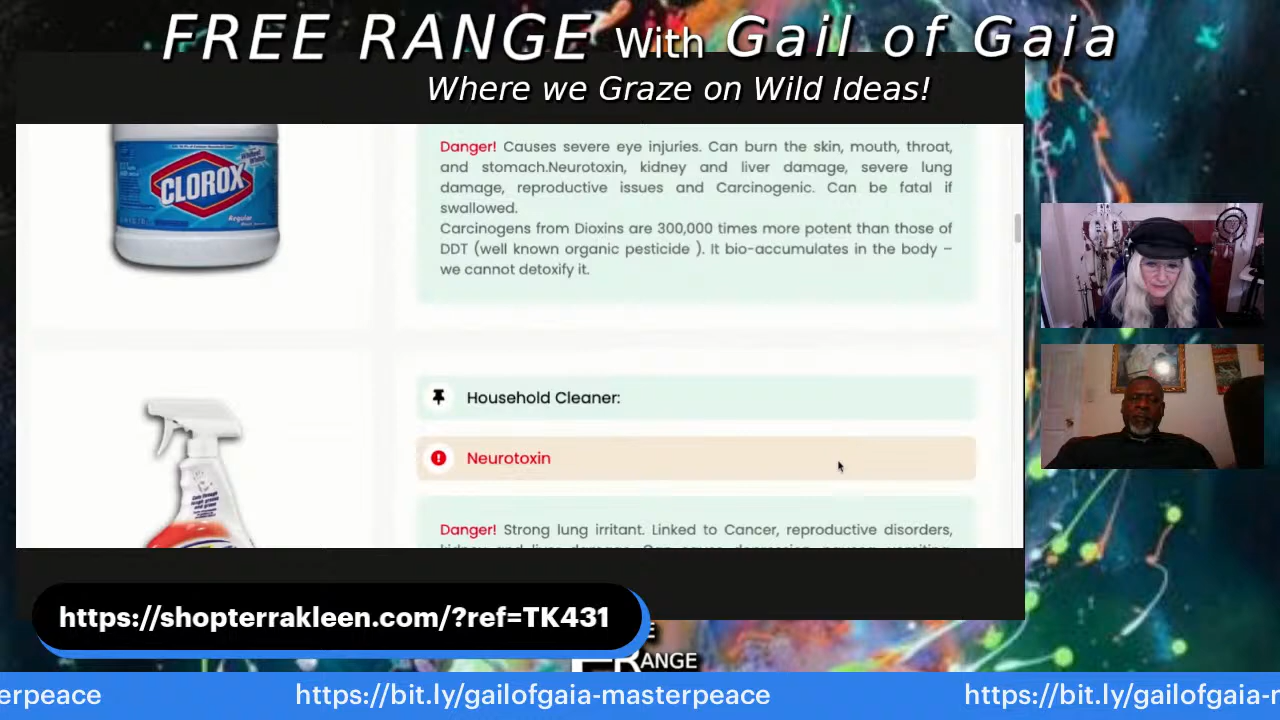 FREE RANGE With Gail of Gaia
Where we Graze on Wild Ideas!
CLOROX
Regular
Danger! Causes severe eye injuries. Can burn the skin, mouth, throat,
and stomach.Neurotoxin, kidney and liver damage, severe lung
damage, reproductive issues and Carcinogenic. Can be fatal if
swallowed.
Carcinogens from Dioxins are 300,000 times more potent than those of
DDT (well known organic pesticide ). It bio-accumulates in the body –
we cannot detoxify it.
Household Cleaner:
Neurotoxin
Danger! Strong lung irritant. Linked to Cancer, reproductive disorders,
https://shopterrakleen.com/?ref=TK431
RANGE
erpeace https://bit.ly/gailofgaia-masterpeace https://bit.ly/gailofgaia-